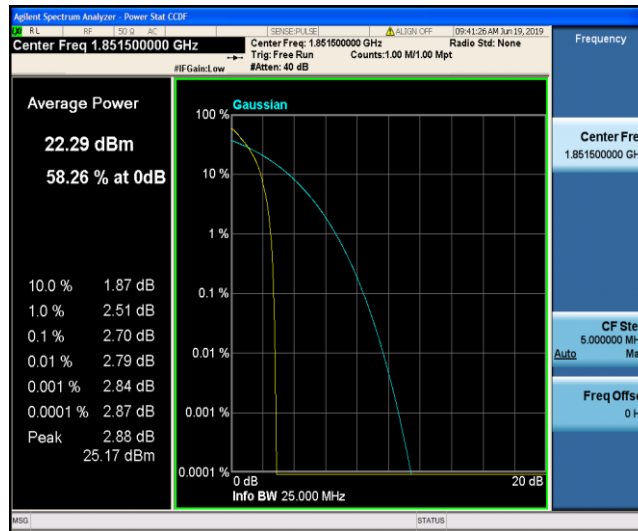 Agilent Spectrum Analyzer - Power Stat CCDF
RL RF 50 Ω AC SENSE:PULSE ALIGN OFF 09:41:26 AM Jun 19, 2019
Center Freq 1.851500000 GHz
Center Freq: 1.851500000 GHz Radio Std: None
Trig: Free Run Counts:1.00 M/1.00 Mpt
#IFGain:Low #Atten: 40 dB
Frequency
Average Power
22.29 dBm
58.26 % at 0dB
10.0 % 1.87 dB
1.0 % 2.51 dB
0.1 % 2.70 dB
0.01 % 2.79 dB
0.001 % 2.84 dB
0.0001 % 2.87 dB
Peak 2.88 dB
25.17 dBm
Gaussian
100 %
10 %
1 %
0.1 %
0.01 %
0.001 %
0.0001 %
0 dB 20 dB
Info BW 25.000 MHz
Center Fre
1.851500000 GH
CF Ste
5.000000 MH
Auto Ma
Freq Offs
0 H
MSG STATUS